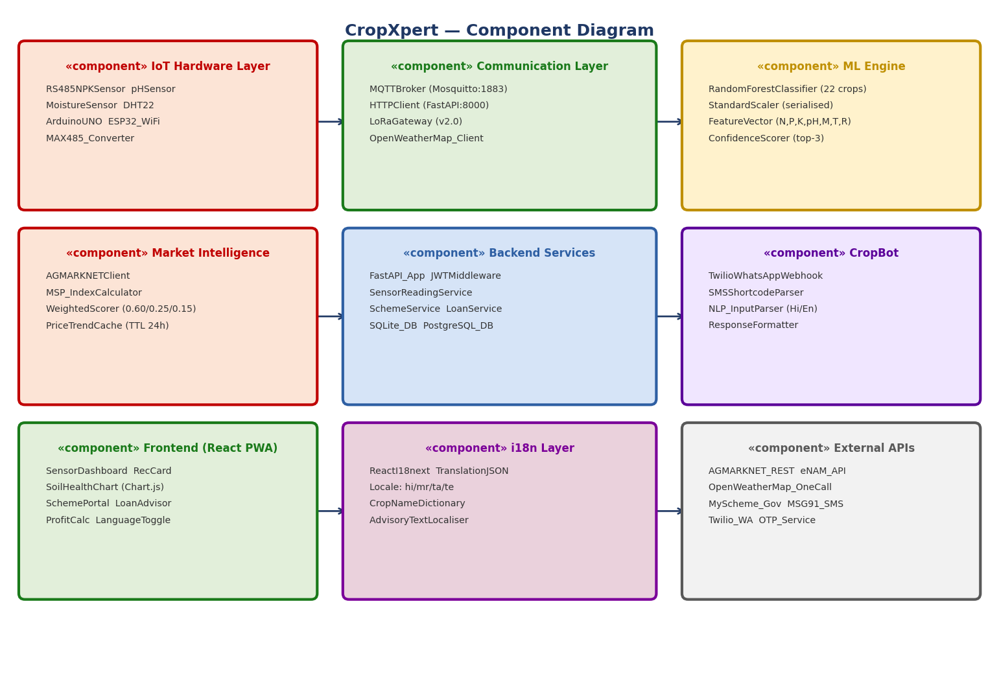 CropXpert — Component Diagram
«component» IoT Hardware Layer
RS485NPKSensor  pHSensor
MoistureSensor  DHT22
ArduinoUNO  ESP32_WiFi
MAX485_Converter
«component» Communication Layer
MQTTBroker (Mosquitto:1883)
HTTPClient (FastAPI:8000)
LoRaGateway (v2.0)
OpenWeatherMap_Client
«component» ML Engine
RandomForestClassifier (22 crops)
StandardScaler (serialised)
FeatureVector (N,P,K,pH,M,T,R)
ConfidenceScorer (top-3)
«component» Market Intelligence
AGMARKNETClient
MSP_IndexCalculator
WeightedScorer (0.60/0.25/0.15)
PriceTrendCache (TTL 24h)
«component» Backend Services
FastAPI_App  JWTMiddleware
SensorReadingService
SchemeService  LoanService
SQLite_DB  PostgreSQL_DB
«component» CropBot
TwilioWhatsAppWebhook
SMSShortcodeParser
NLP_InputParser (Hi/En)
ResponseFormatter
«component» Frontend (React PWA)
SensorDashboard  RecCard
SoilHealthChart (Chart.js)
SchemePortal  LoanAdvisor
ProfitCalc  LanguageToggle
«component» i18n Layer
ReactI18next  TranslationJSON
Locale: hi/mr/ta/te
CropNameDictionary
AdvisoryTextLocaliser
«component» External APIs
AGMARKNET_REST  eNAM_API
OpenWeatherMap_OneCall
MyScheme_Gov  MSG91_SMS
Twilio_WA  OTP_Service